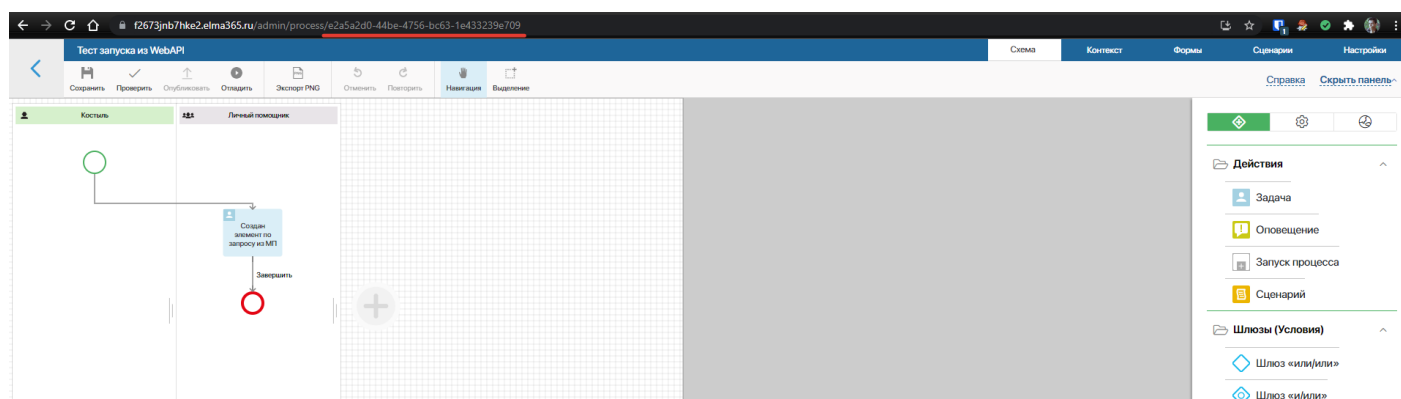 f2673jnb7hke2.elma365.ru/admin/process/e2a5a2d0-44be-4756-bc63-1e433239e709
Тест запуска из WebAPI
Схема Контекст Формы Сценарии Настройки
Сохранить Проверить Опубликовать Отладить Экспорт PNG Отменить Повторить Навигация Выделение
Справка Скрыть панель
Костыль Личный помощник
Действия
Задача
Создан
элемент по
запросу из МП
Оповещение
Запуск процесса
Завершить
Сценарий
Шлюзы (Условия)
Шлюз «или/или»
Шлюз «и/или»